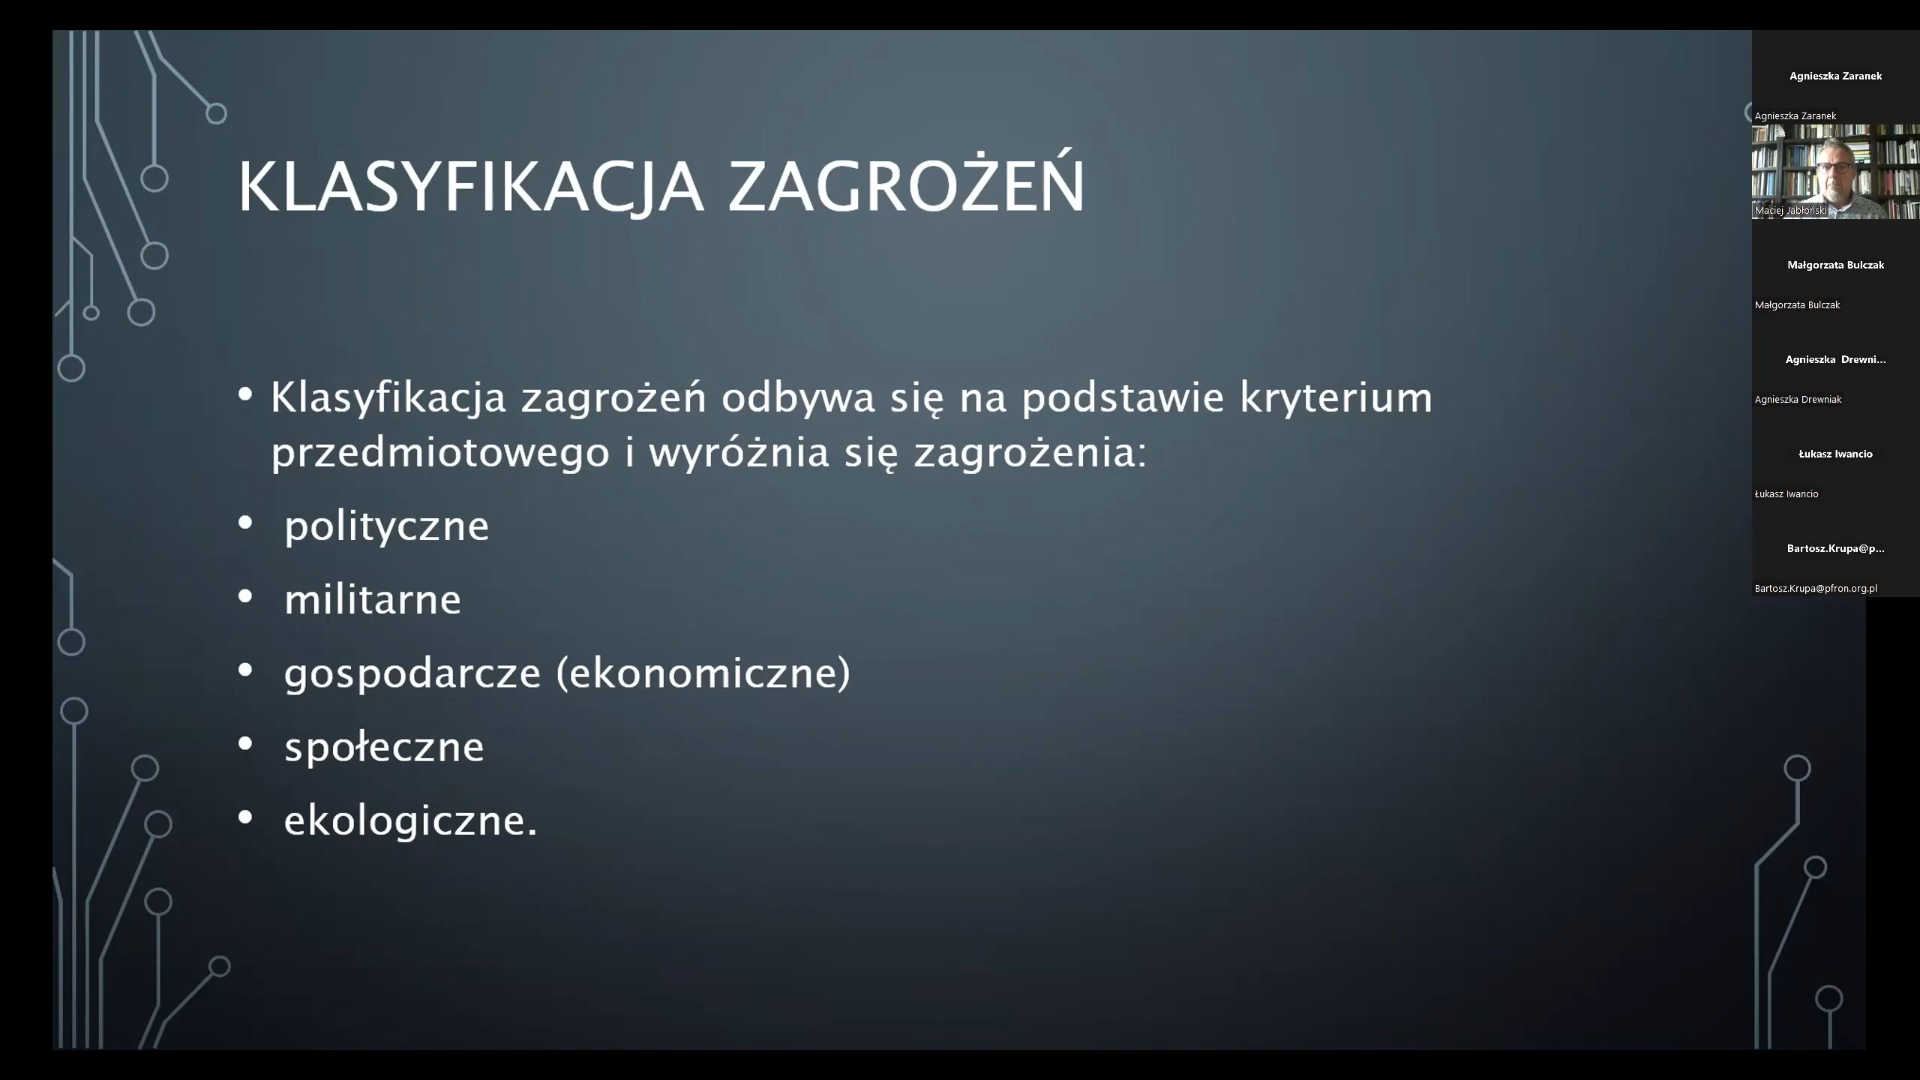 KLASYFIKACJA ZAGROŻEŃ
• Klasyfikacja zagrożeń odbywa się na podstawie kryterium
przedmiotowego i wyróżnia się zagrożenia:
• polityczne
• militarne
• gospodarcze (ekonomiczne)
• społeczne
• ekologiczne.
Agnieszka Zaranek
Agnieszka Zaranek
Maciej Jabłoński
Małgorzata Bulczak
Małgorzata Bulczak
Agnieszka Drewni...
Agnieszka Drewniak
Łukasz Iwancio
Łukasz Iwancio
Bartosz.Krupa@p...
Bartosz.Krupa@pfron.org.pl